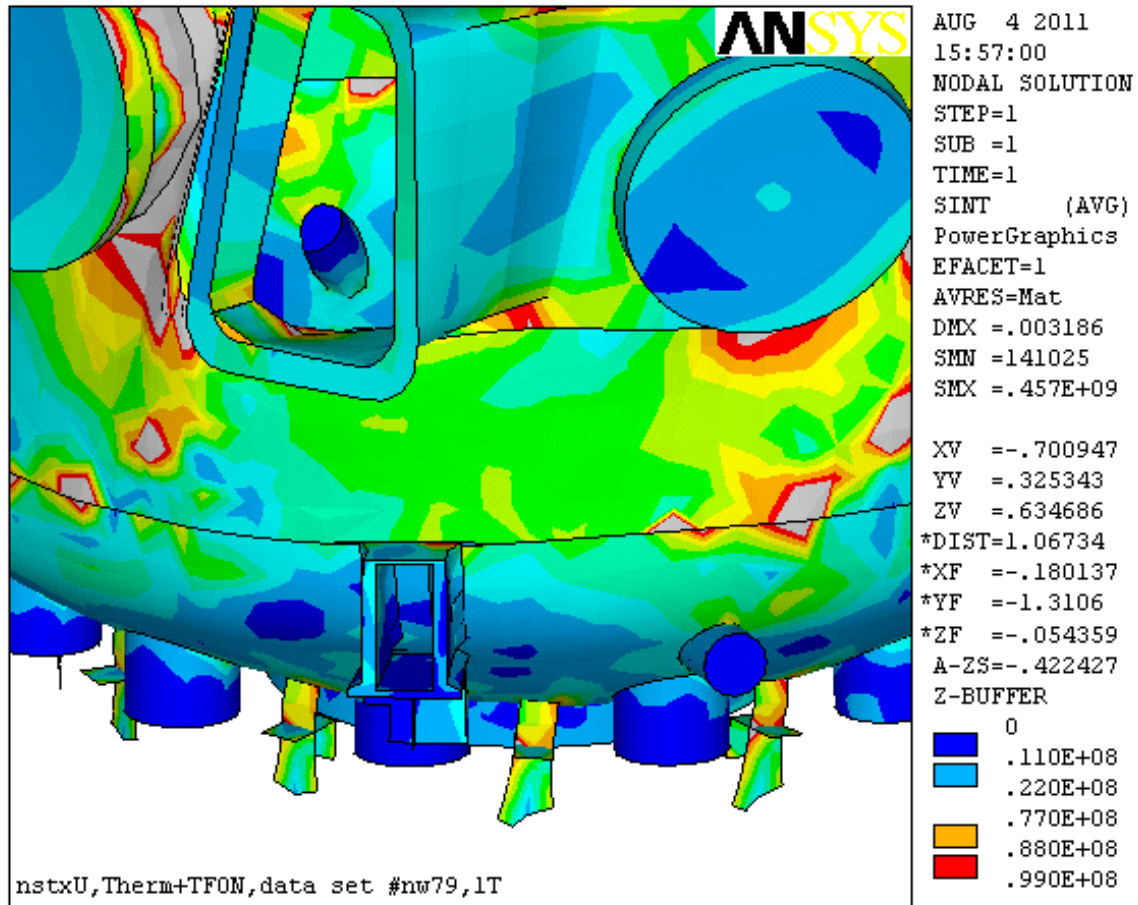 ANSYS
AUG 4 2011
15:57:00
NODAL SOLUTION
STEP=1
SUB =1
TIME=1
SINT (AVG)
PowerGraphics
EFACET=1
AVRES=Mat
DMX =.003186
SMN =141025
SMX =.457E+09
XV =-.700947
YV =.325343
ZV =.634686
*DIST=1.06734
*XF =-.180137
*YF =-1.3106
*ZF =-.054359
A-ZS=-.422427
Z-BUFFER
0
.110E+08
.220E+08
.770E+08
.880E+08
.990E+08
nstxU,Therm+TFON,data set #nw79,1T